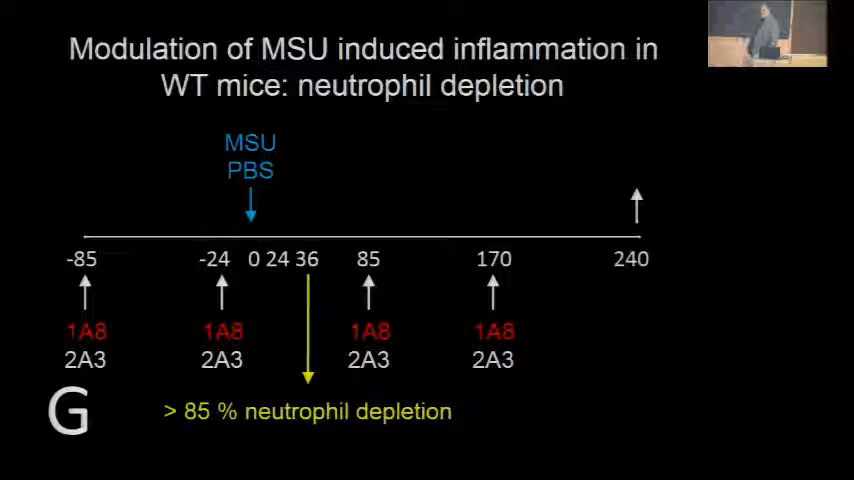 Modulation of MSU induced inflammation in
WT mice: neutrophil depletion
MSU
PBS
-85 -24 0 24 36 85 170 240
1A8 1A8 1A8 1A8
2A3 2A3 2A3 2A3
G
> 85 % neutrophil depletion